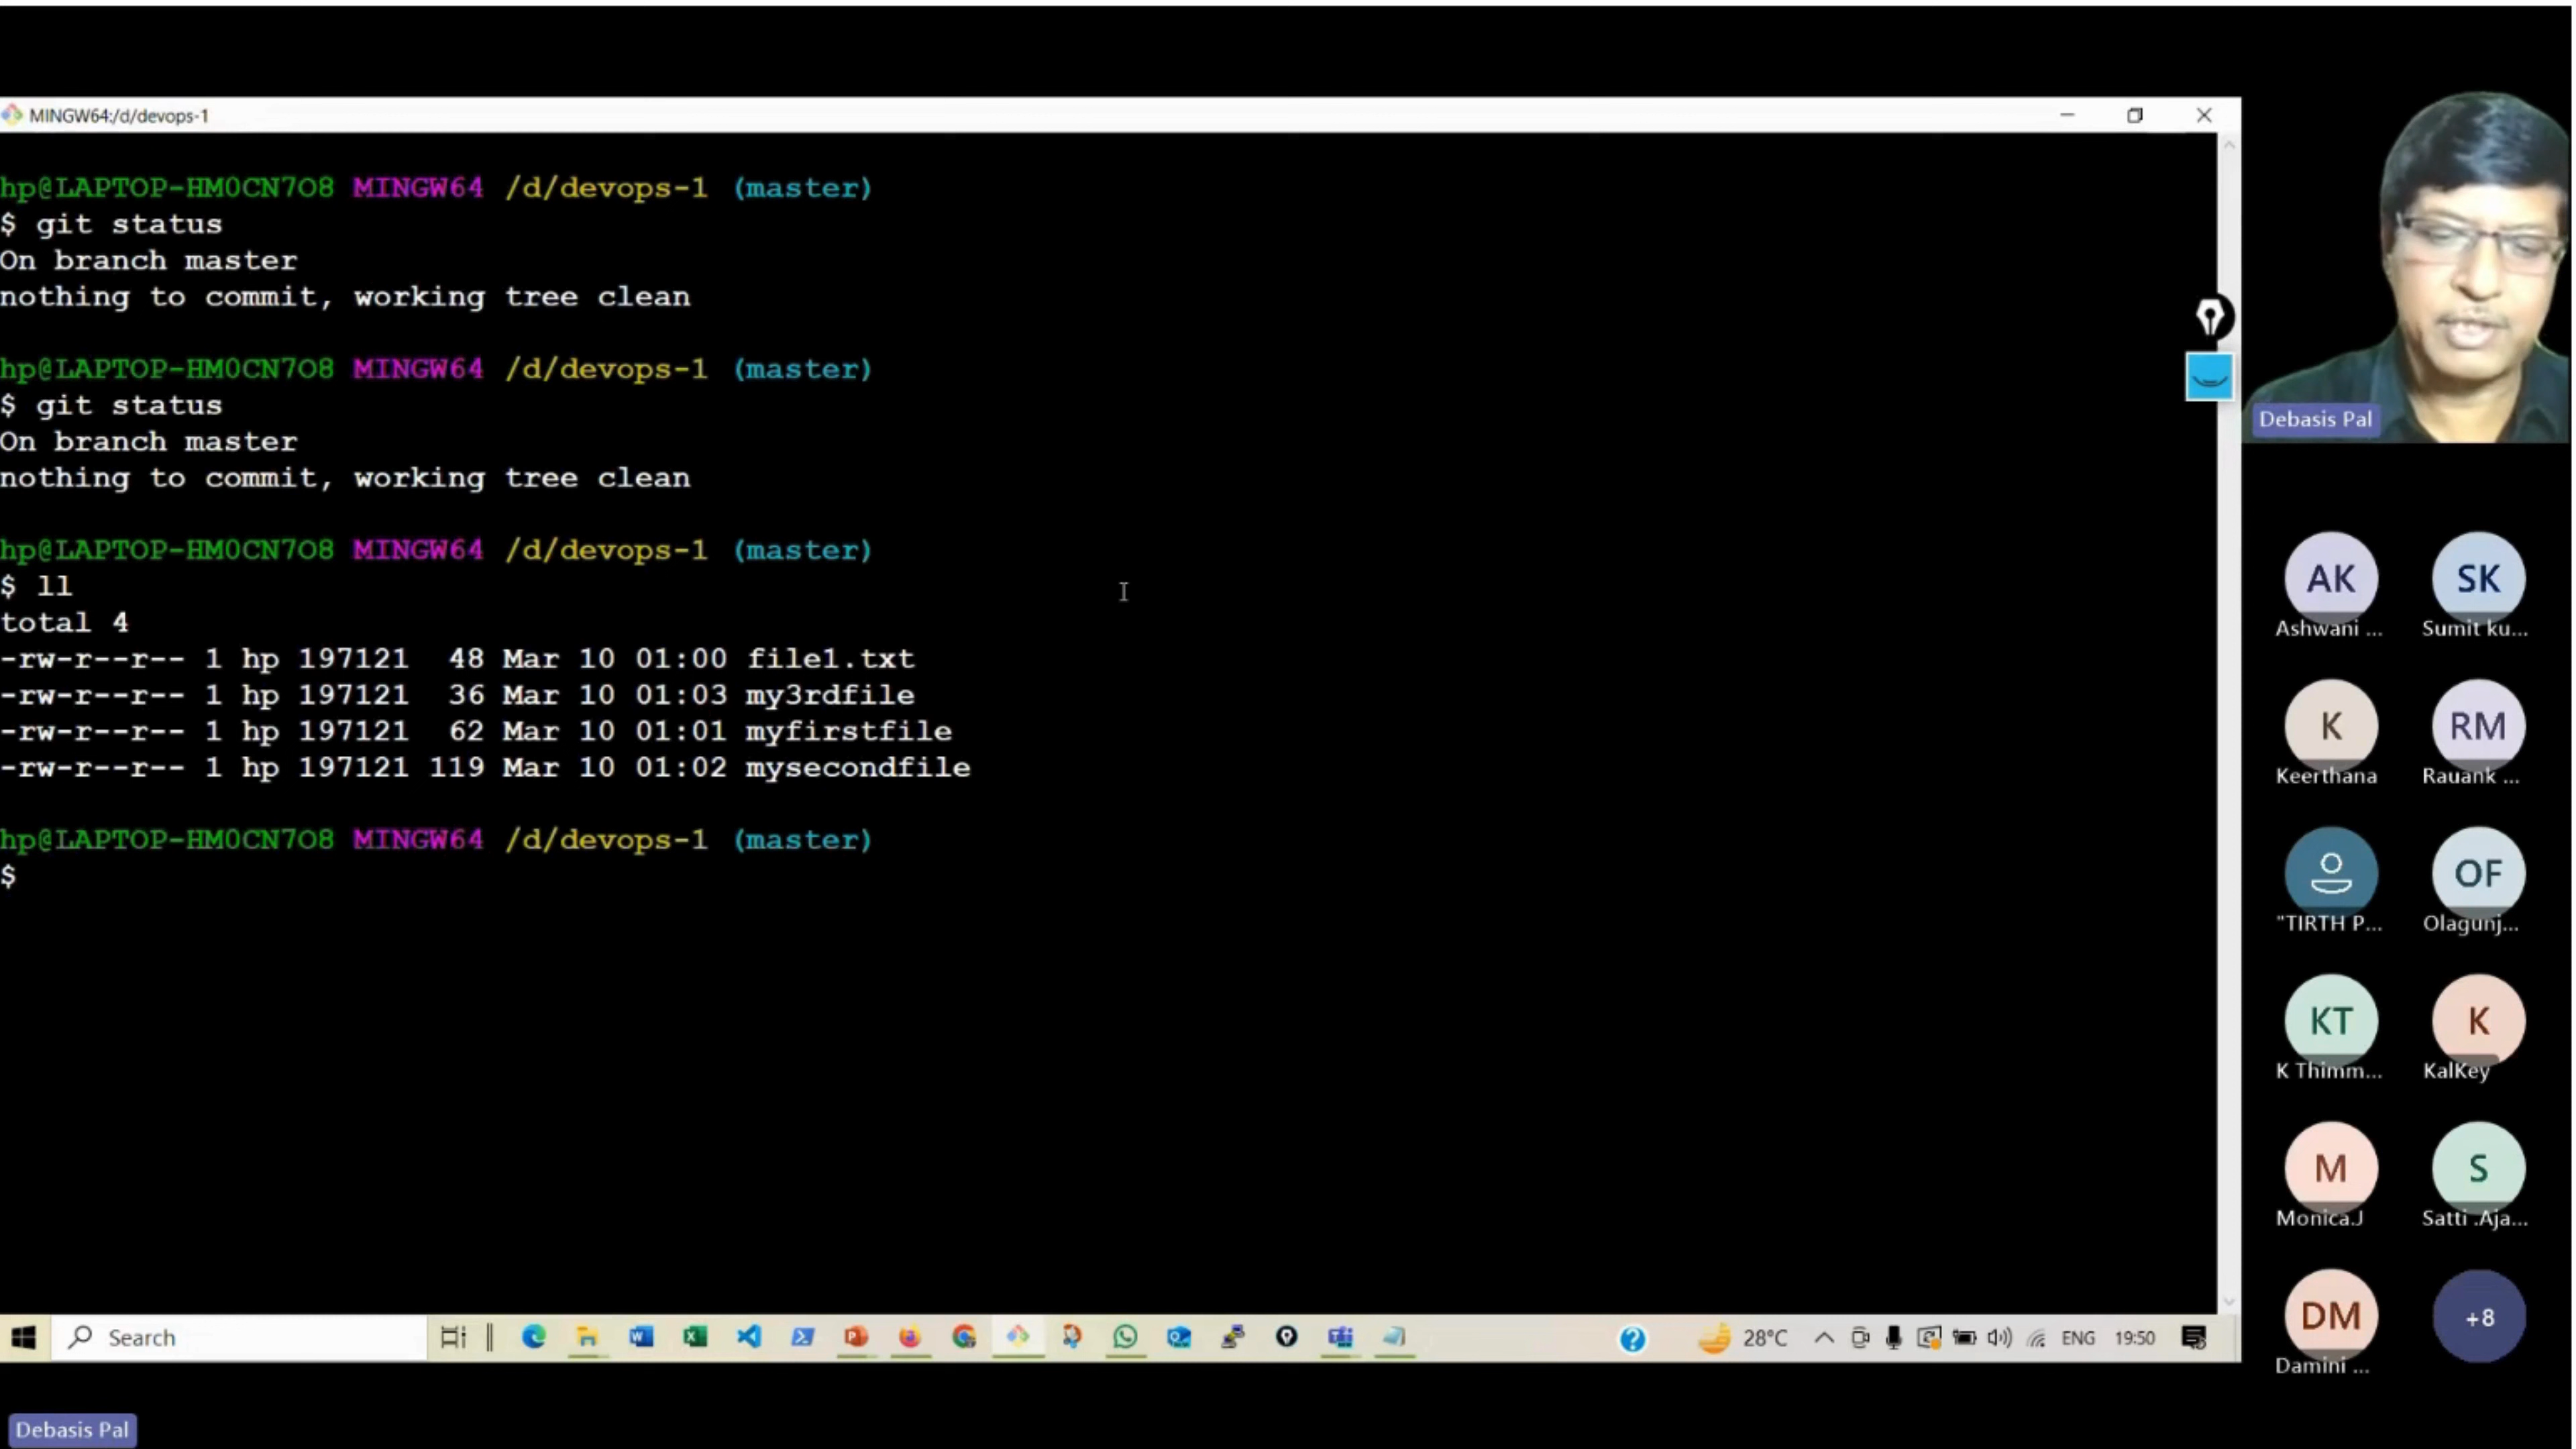 MINGW64:/d/devops-1
hp@LAPTOP-HM0CN7O8 MINGW64 /d/devops-1 (master)
$ git status
On branch master
nothing to commit, working tree clean
hp@LAPTOP-HM0CN7O8 MINGW64 /d/devops-1 (master)
$ git status
On branch master
nothing to commit, working tree clean
hp@LAPTOP-HM0CN7O8 MINGW64 /d/devops-1 (master)
$ ll
total 4
-rw-r--r-- 1 hp 197121  48 Mar 10 01:00 file1.txt
-rw-r--r-- 1 hp 197121  36 Mar 10 01:03 my3rdfile
-rw-r--r-- 1 hp 197121  62 Mar 10 01:01 myfirstfile
-rw-r--r-- 1 hp 197121 119 Mar 10 01:02 mysecondfile
hp@LAPTOP-HM0CN7O8 MINGW64 /d/devops-1 (master)
$
Search
28°C
ENG
19:50
Debasis Pal
Debasis Pal
AK
SK
Ashwani ...
Sumit ku...
K
RM
Keerthana
Rauank ...
OF
"TIRTH P...
Olagunj...
KT
K
K Thimm...
KalKey
M
S
Monica.J
Satti .Aja...
DM
+8
Damini ...